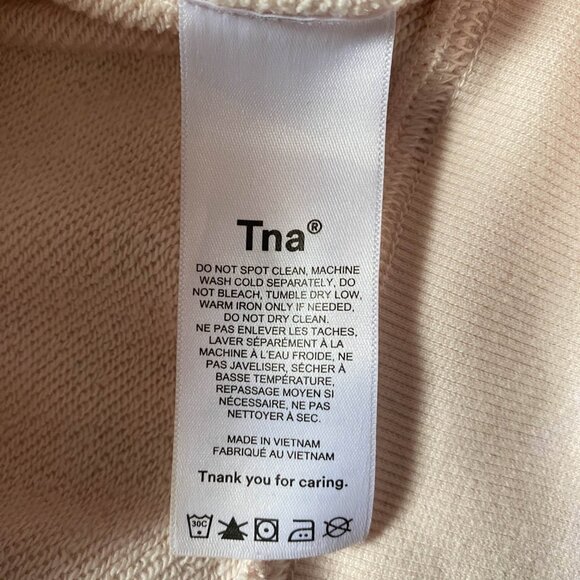 Tna®
DO NOT SPOT CLEAN, MACHINE
WASH COLD SEPARATELY, DO
NOT BLEACH, TUMBLE DRY LOW,
WARM IRON ONLY IF NEEDED,
DO NOT DRY CLEAN.
NE PAS ENLEVER LES TACHES,
LAVER SÉPARÉMENT À LA
MACHINE À L'EAU FROIDE, NE
PAS JAVELISER, SÉCHER À
BASSE TEMPÉRATURE,
REPASSAGE MOYEN SI
NÉCESSAIRE, NE PAS
NETTOYER À SEC.
MADE IN VIETNAM
FABRIQUÉ AU VIETNAM
Tnank you for caring.
30C